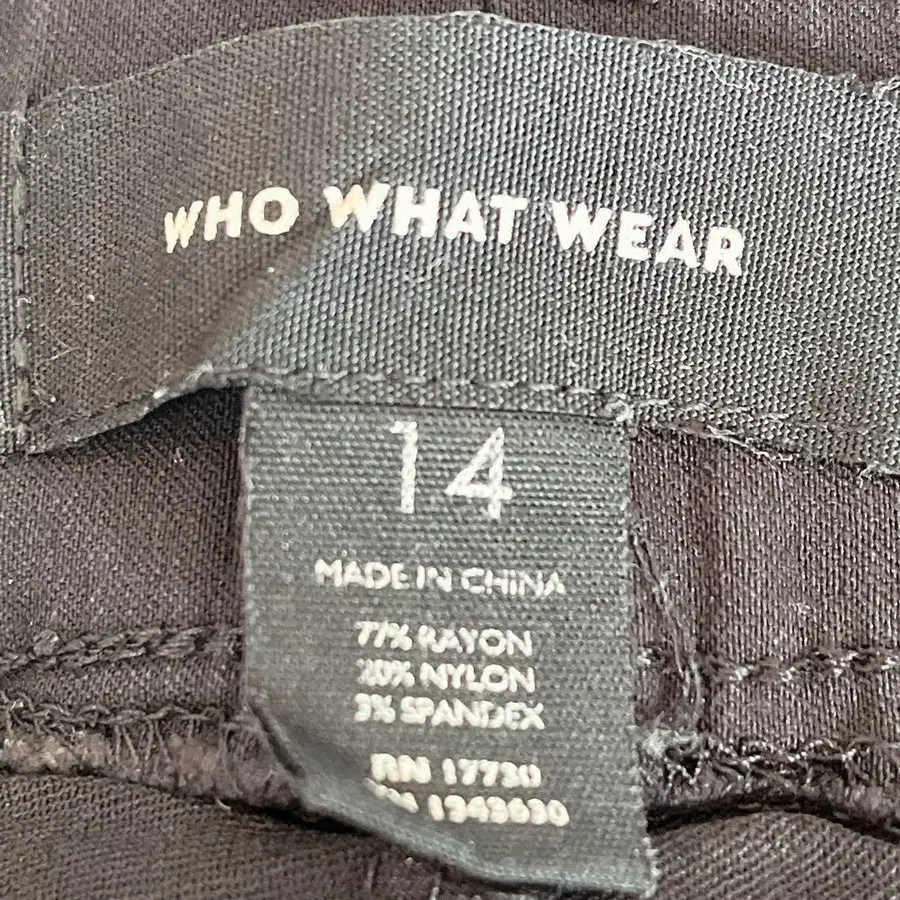 WHO WHAT WEAR
14
MADE IN CHINA
77% RAYON
20% NYLON
3% SPANDEX
RN 17730